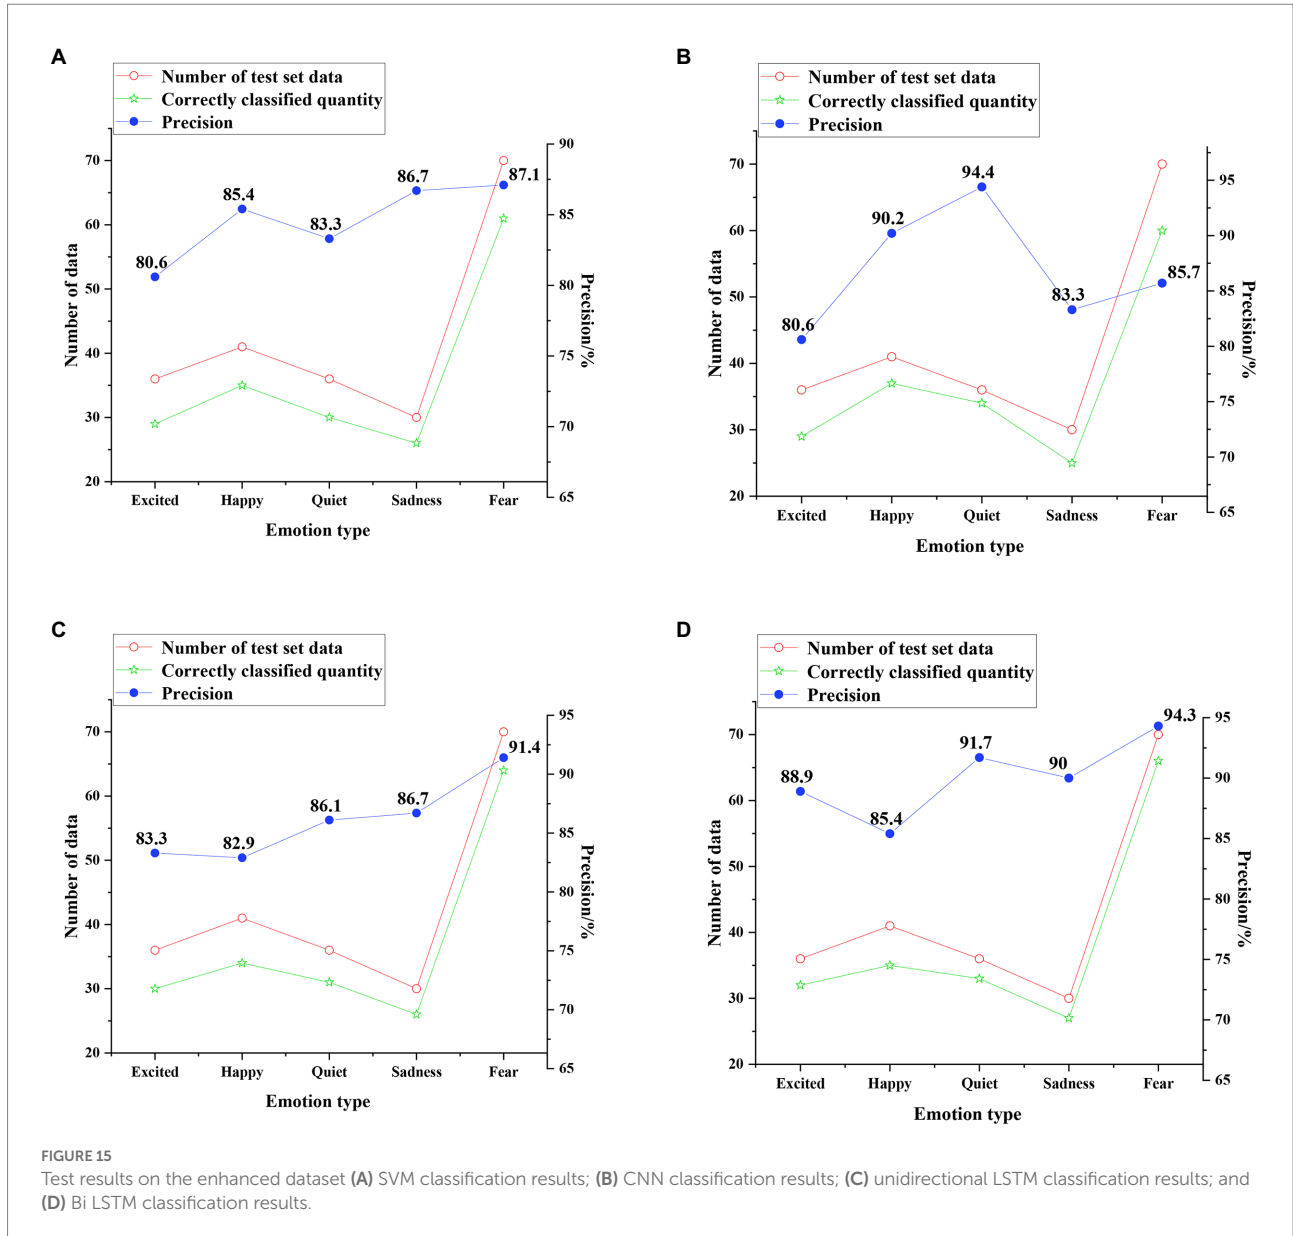 A
Number of test set data
Correctly classified quantity
Precision
70
60
50
40
30
20
Number of data
90
85
80
75
70
65
Precision/%
80.6
85.4
83.3
86.7
87.1
Excited
Happy
Quiet
Sadness
Fear
Emotion type
B
Number of test set data
Correctly classified quantity
Precision
70
60
50
40
30
20
Number of data
95
90
85
80
75
70
65
Precision/%
80.6
90.2
94.4
83.3
85.7
Excited
Happy
Quiet
Sadness
Fear
Emotion type
C
Number of test set data
Correctly classified quantity
Precision
70
60
50
40
30
20
Number of data
95
90
85
80
75
70
65
Precision/%
83.3
82.9
86.1
86.7
91.4
Excited
Happy
Quiet
Sadness
Fear
Emotion type
D
Number of test set data
Correctly classified quantity
Precision
70
60
50
40
30
20
Number of data
95
90
85
80
75
70
65
Precision/%
88.9
85.4
91.7
90
94.3
Excited
Happy
Quiet
Sadness
Fear
Emotion type
FIGURE 15
Test results on the enhanced dataset (A) SVM classification results; (B) CNN classification results; (C) unidirectional LSTM classification results; and
(D) Bi LSTM classification results.